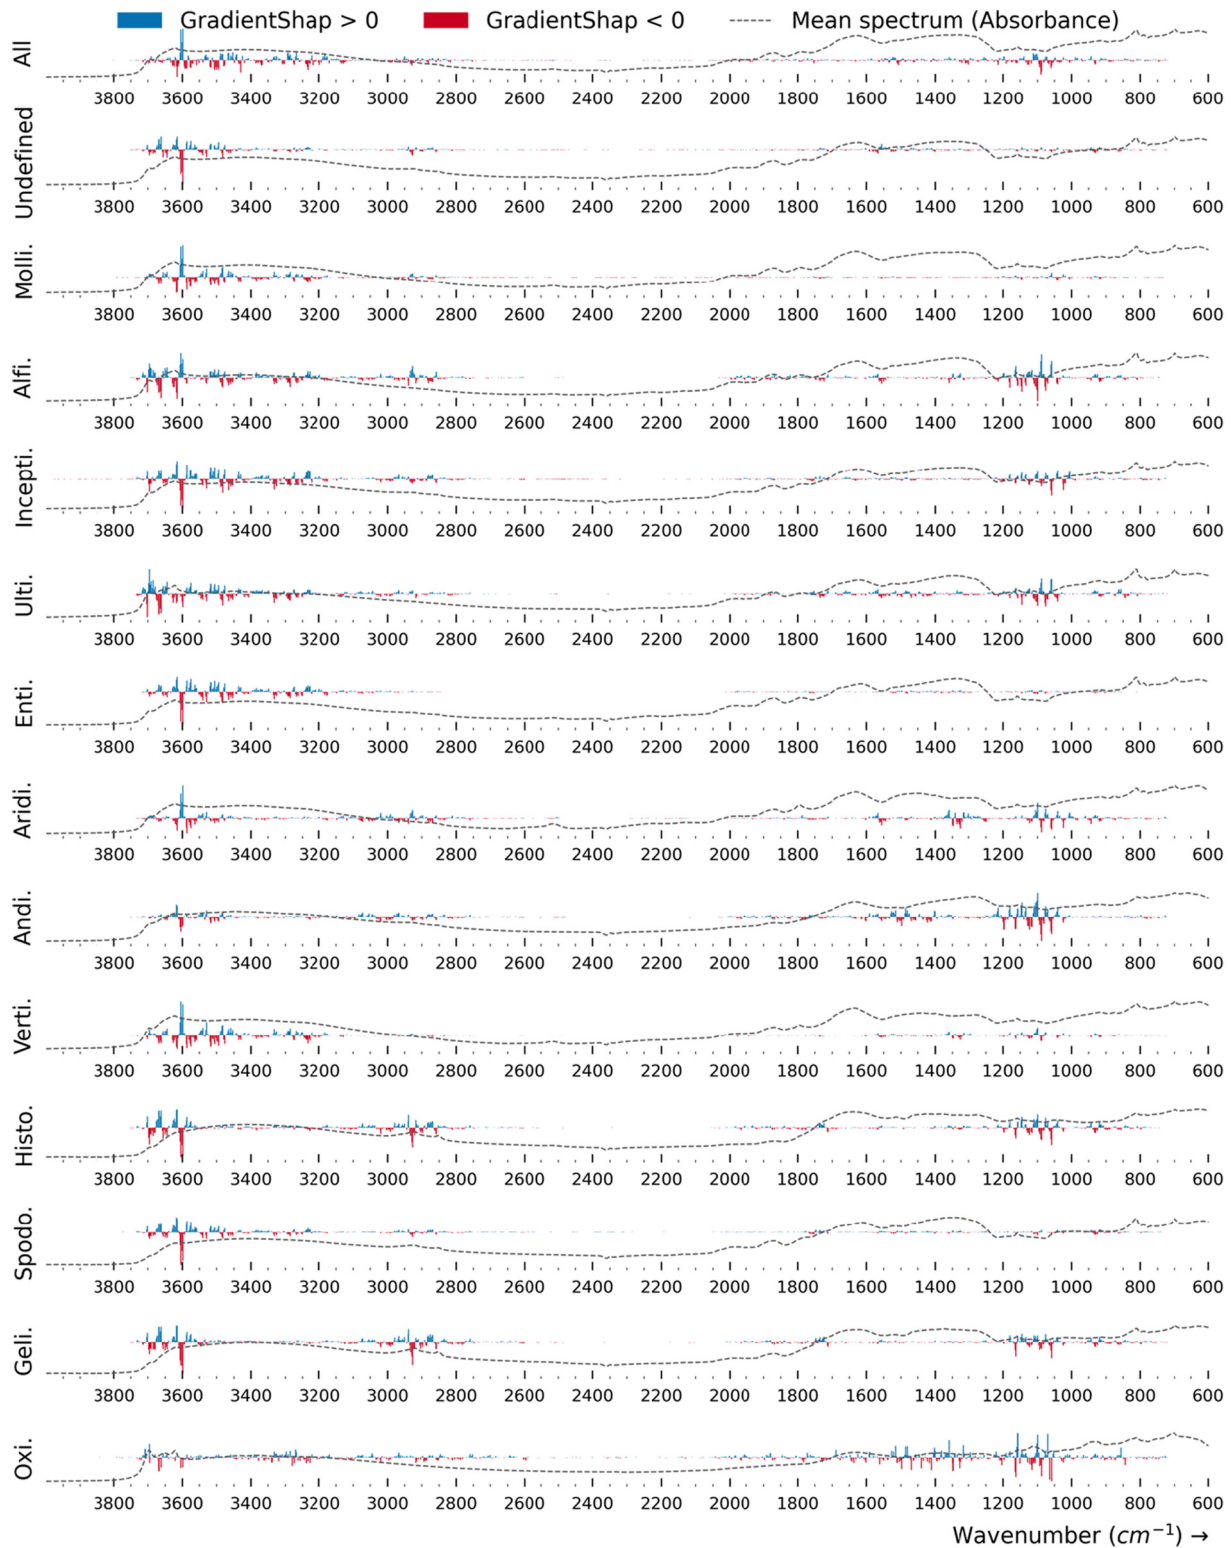 GradientShap > 0 GradientShap < 0 Mean spectrum (Absorbance)
All
3800 3600 3400 3200 3000 2800 2600 2400 2200 2000 1800 1600 1400 1200 1000 800 600
Undefined
3800 3600 3400 3200 3000 2800 2600 2400 2200 2000 1800 1600 1400 1200 1000 800 600
Molli.
3800 3600 3400 3200 3000 2800 2600 2400 2200 2000 1800 1600 1400 1200 1000 800 600
Alfi.
3800 3600 3400 3200 3000 2800 2600 2400 2200 2000 1800 1600 1400 1200 1000 800 600
Incepti.
3800 3600 3400 3200 3000 2800 2600 2400 2200 2000 1800 1600 1400 1200 1000 800 600
Ulti.
3800 3600 3400 3200 3000 2800 2600 2400 2200 2000 1800 1600 1400 1200 1000 800 600
Enti.
3800 3600 3400 3200 3000 2800 2600 2400 2200 2000 1800 1600 1400 1200 1000 800 600
Aridi.
3800 3600 3400 3200 3000 2800 2600 2400 2200 2000 1800 1600 1400 1200 1000 800 600
Andi.
3800 3600 3400 3200 3000 2800 2600 2400 2200 2000 1800 1600 1400 1200 1000 800 600
Verti.
3800 3600 3400 3200 3000 2800 2600 2400 2200 2000 1800 1600 1400 1200 1000 800 600
Histo.
3800 3600 3400 3200 3000 2800 2600 2400 2200 2000 1800 1600 1400 1200 1000 800 600
Spodo.
3800 3600 3400 3200 3000 2800 2600 2400 2200 2000 1800 1600 1400 1200 1000 800 600
Geli.
3800 3600 3400 3200 3000 2800 2600 2400 2200 2000 1800 1600 1400 1200 1000 800 600
Oxi.
3800 3600 3400 3200 3000 2800 2600 2400 2200 2000 1800 1600 1400 1200 1000 800 600
Wavenumber (cm⁻¹) →